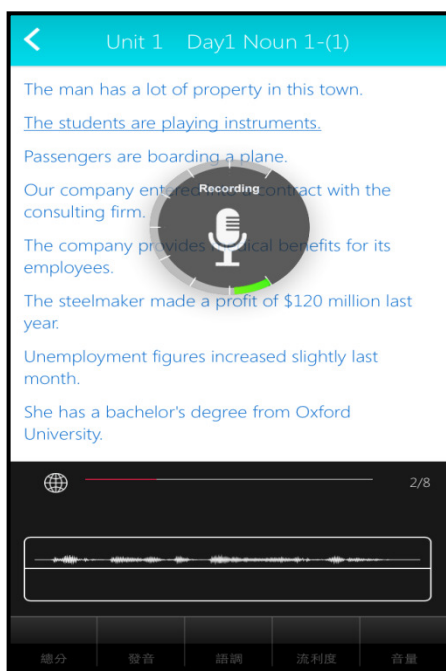 Unit 1 Day1 Noun 1-(1)
The man has a lot of property in this town.
The students are playing instruments.
Passengers are boarding a plane.
Our company entered into a contract with the
consulting firm.
Recording
The company provides medical benefits for its
employees.
The steelmaker made a profit of $120 million last
year.
Unemployment figures increased slightly last
month.
She has a bachelor's degree from Oxford
University.
2/8
總分 發音 語調 流利度 音量